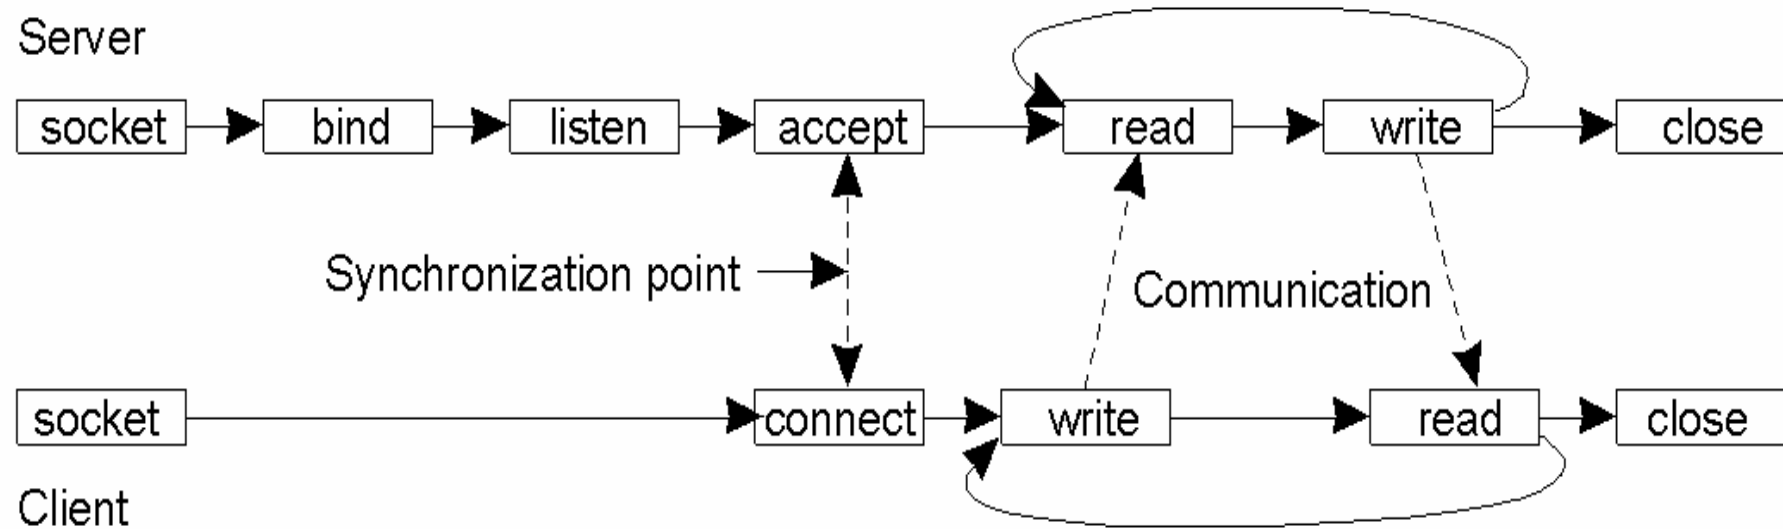 Server
socket bind listen accept read write close
Synchronization point
Communication
socket connect write read close
Client